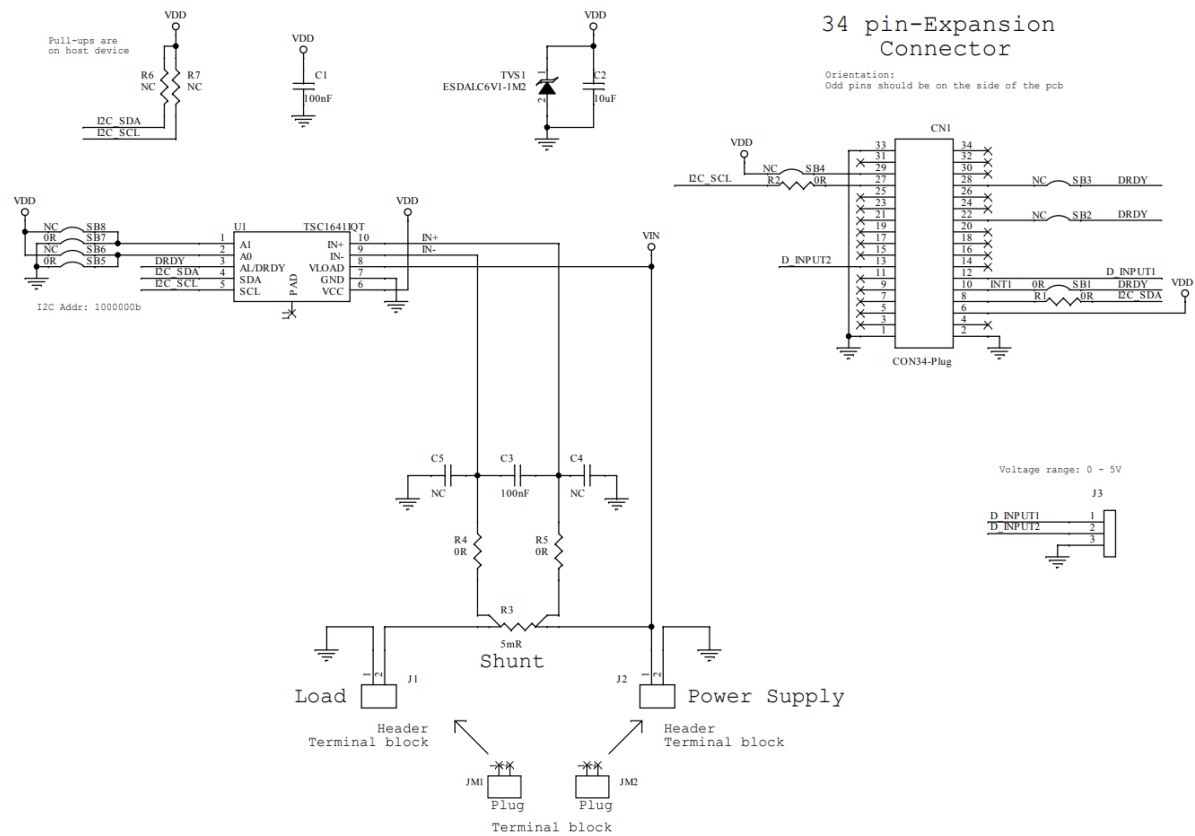 34 pin-Expansion
Connector
Orientation:
Odd pins should be on the side of the pcb
Pull-ups are
on host device
VDD
R6
NC
R7
NC
I2C_SDA
I2C_SCL
VDD
C1
100nF
VDD
TVS1
ESDALC6V1-1M2
1
2
C2
10uF
CN1
33
31
29
27
25
23
21
19
17
15
13
11
9
7
5
3
1
34
32
30
28
26
24
22
20
18
16
14
12
10
8
6
4
2
CON34-Plug
VDD
NC SB4
I2C_SCL R2 0R
D_INPUT2
NC SB3 DRDY
NC SB2 DRDY
D_INPUT1
INT1 0R SB1 DRDY
R1 0R I2C_SDA
VDD
VDD
NC SB8
0R SB7
NC SB6
0R SB5
DRDY
I2C_SDA
I2C_SCL
I2C Addr: 1000000b
U1 TSC1641IQT
1 A1
2 A0
3 AL/DRDY
4 SDA
5 SCL
IN+ 10 IN+
IN- 9 IN-
VLOAD 8
GND 7
VCC 6
PAD
11
VDD
VIN
C5
NC
C3
100nF
C4
NC
R4
0R
R5
0R
R3
5mR
Shunt
Load
1
2
J1
Header
Terminal block
J2
1
2
Power Supply
Header
Terminal block
JM1
Plug
JM2
Plug
Terminal block
Voltage range: 0 - 5V
J3
D_INPUT1 1
D_INPUT2 2
3